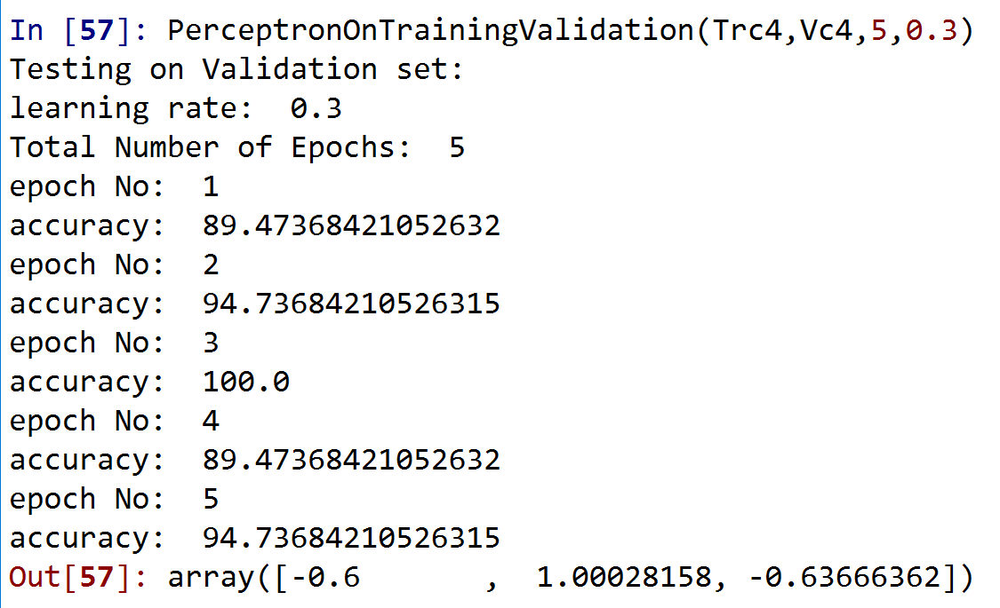 In [57]: PerceptronOnTrainingValidation(Trc4,Vc4,5,0.3)
Testing on Validation set:
learning rate:  0.3
Total Number of Epochs:  5
epoch No:  1
accuracy:  89.47368421052632
epoch No:  2
accuracy:  94.73684210526315
epoch No:  3
accuracy:  100.0
epoch No:  4
accuracy:  89.47368421052632
epoch No:  5
accuracy:  94.73684210526315
Out[57]: array([-0.6       ,  1.00028158, -0.63666362])